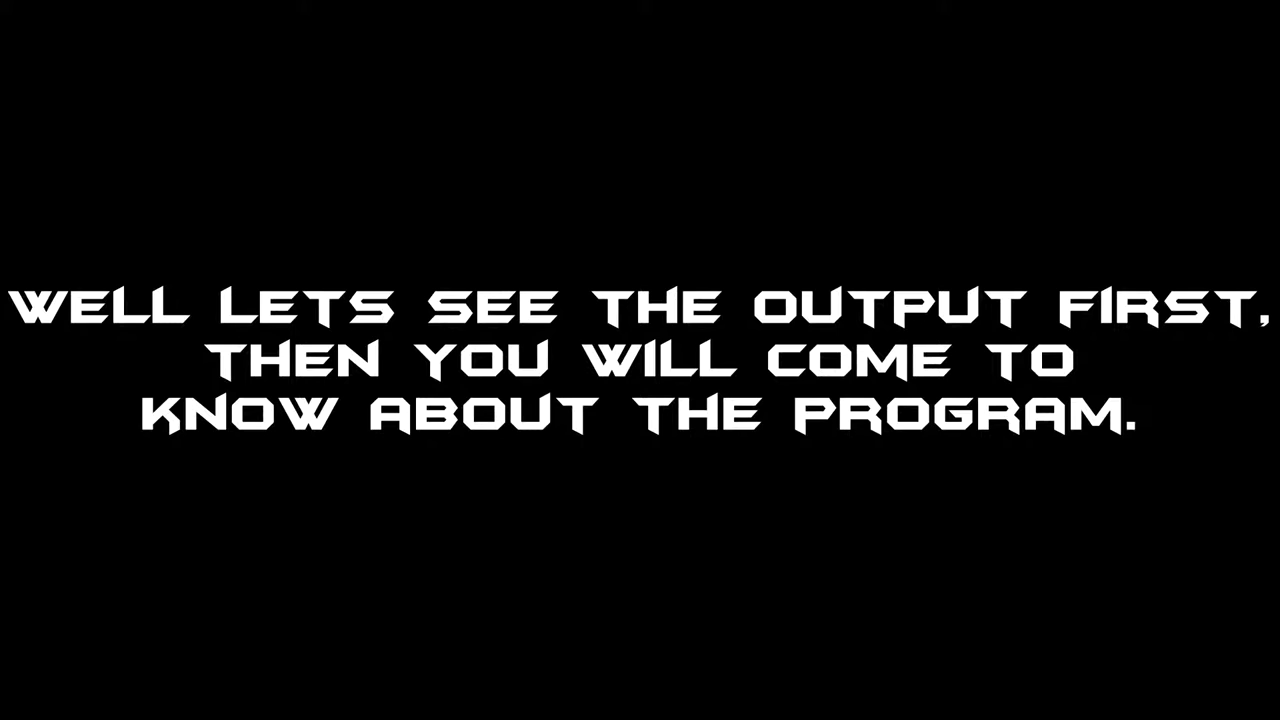 WELL LETS SEE THE OUTPUT FIRST,
THEN YOU WILL COME TO
KNOW ABOUT THE PROGRAM.